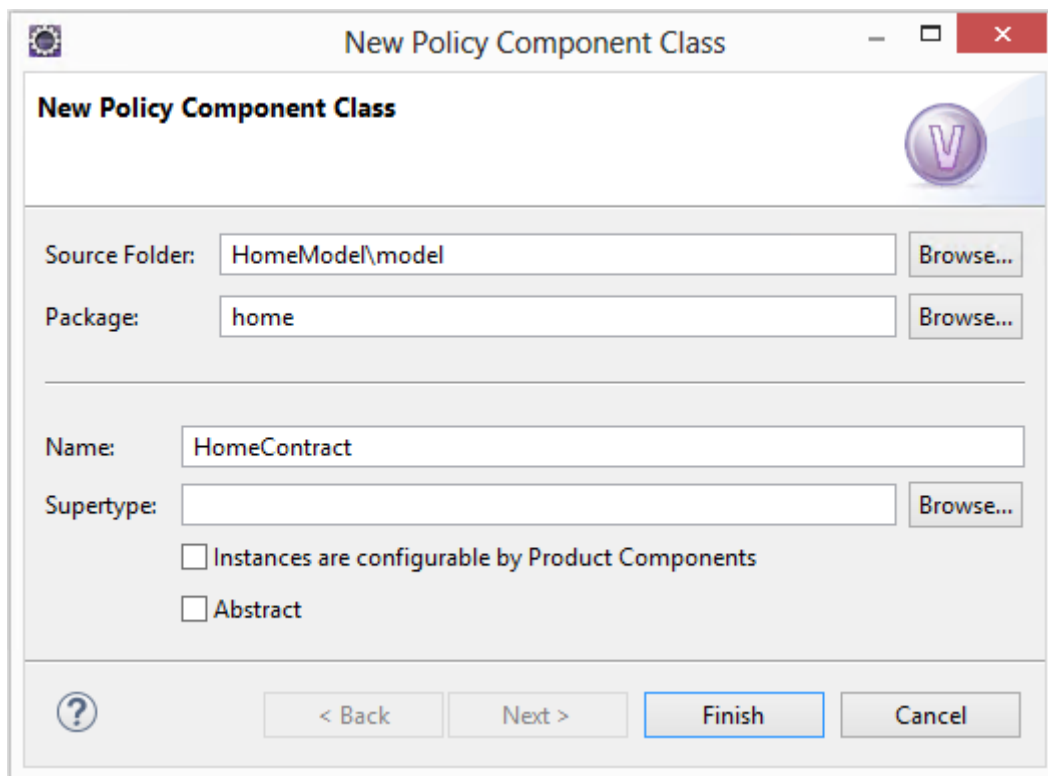 New Policy Component Class
New Policy Component Class
V
Source Folder: HomeModel\model Browse...
Package: home Browse...
Name: HomeContract
Supertype: Browse...
Instances are configurable by Product Components
Abstract
? < Back Next > Finish Cancel